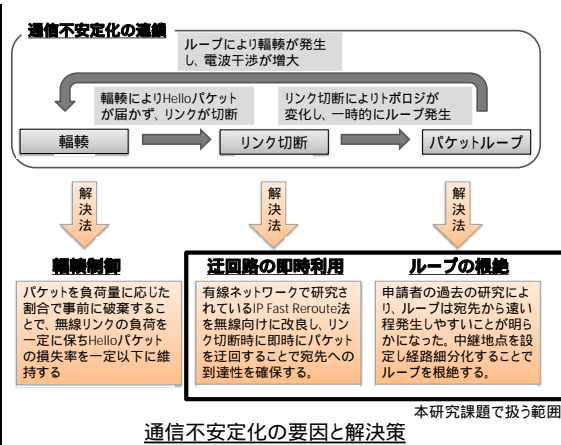 通信不安定化の連鎖
ループにより輻輳が発生
し、電波干渉が増大
輻輳によりHelloパケット
が届かず、リンクが切断
リンク切断によりトポロジが
変化し、一時的にループ発生
輻輳
リンク切断
パケットループ
解決法
解決法
解決法
輻輳制御
パケットを負荷量に応じた
割合で事前に破棄するこ
とで、無線リンクの負荷を
一定に保ちHelloパケット
の損失率を一定以下に維
持する
迂回路の即時利用
有線ネットワークで研究さ
れているIP Fast Reroute法
を無線向けに改良し、リン
ク切断時に即時にパケット
を迂回することで宛先への
到達性を確保する。
ループの根絶
申請者の過去の研究によ
り、ループは宛先から遠い
程発生しやすいことが明ら
かになった。中継地点を設
定し経路細分化することで
ループを根絶する。
本研究課題で扱う範囲
通信不安定化の要因と解決策